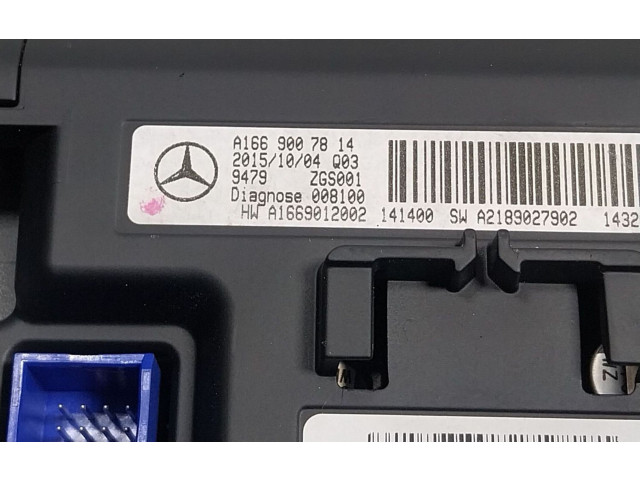 A166 900 78 14
2015/10/04 Q03
9479 ZGS001
Diagnose 008100
HW A1669012002 141400 SW A2189027902 1432